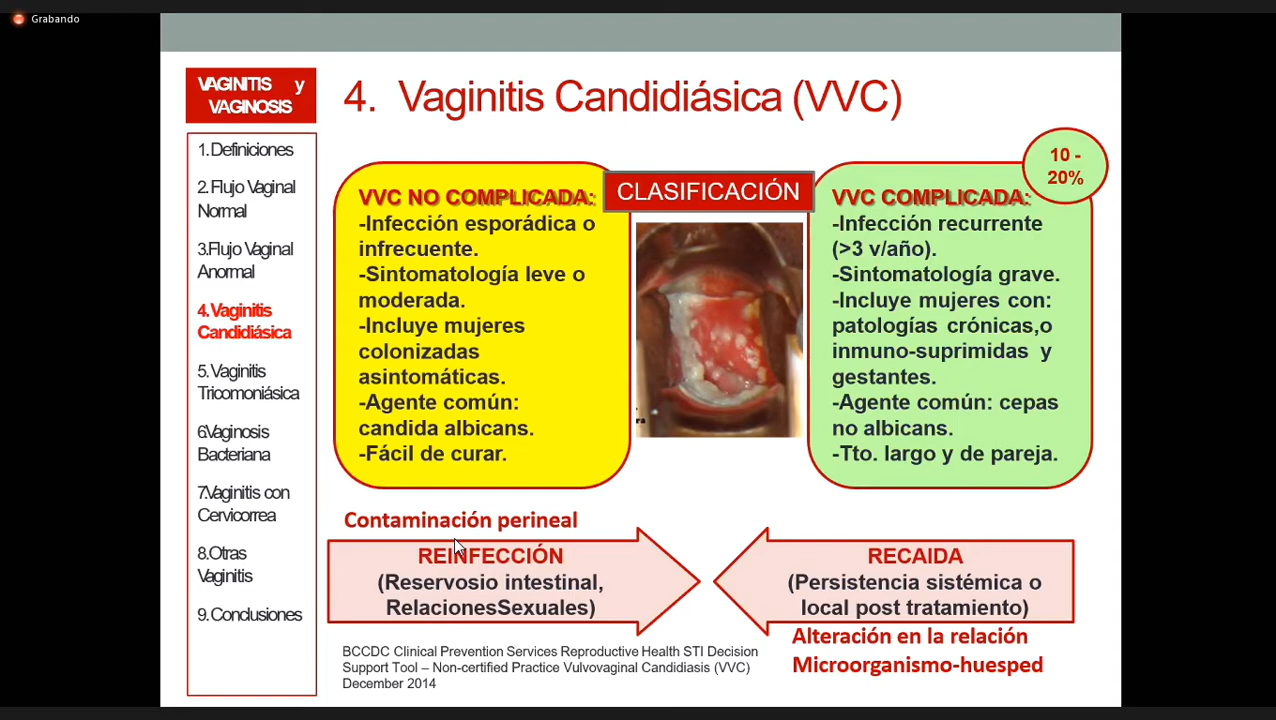 Grabando
VAGINITIS y
VAGINOSIS
1.Definiciones
2. Flujo Vaginal
Normal
3.Flujo Vaginal
Anormal
4.Vaginitis
Candidiásica
5. Vaginitis
Tricomoniásica
6.Vaginosis
Bacteriana
7.Vaginitis con
Cervicorrea
8.Otras
Vaginitis
9.Conclusiones
4. Vaginitis Candidiásica (VVC)
CLASIFICACIÓN
VVC NO COMPLICADA:
-Infección esporádica o
infrecuente.
-Sintomatología leve o
moderada.
-Incluye mujeres
colonizadas
asintomáticas.
-Agente común:
candida albicans.
-Fácil de curar.
10 -
20%
VVC COMPLICADA:
-Infección recurrente
(>3 v/año).
-Sintomatología grave.
-Incluye mujeres con:
patologías crónicas,o
inmuno-suprimidas y
gestantes.
-Agente común: cepas
no albicans.
-Tto. largo y de pareja.
Contaminación perineal
REINFECCIÓN
(Reservosio intestinal,
RelacionesSexuales)
RECAIDA
(Persistencia sistémica o
local post tratamiento)
Alteración en la relación
Microorganismo-huesped
BCCDC Clinical Prevention Services Reproductive Health STI Decision
Support Tool – Non-certified Practice Vulvovaginal Candidiasis (VVC)
December 2014